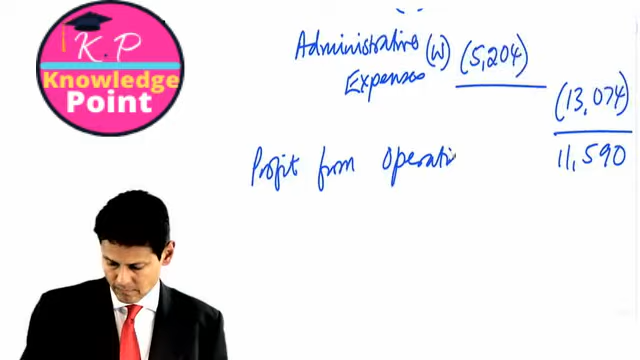 K.P
Knowledge
Point
Administrative (W) (5,204)
Expenses
(13,074)
Profit from Operati 11,590